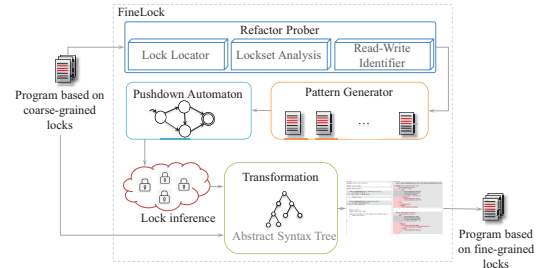 FineLock
Refactor Prober
Lock Locator
Lockset Analysis
Read-Write
Identifier
Program based on
coarse-grained
locks
Pushdown Automaton
Pattern Generator
...
Lock inference
Transformation
Abstract Syntax Tree
Program based
on fine-grained
locks